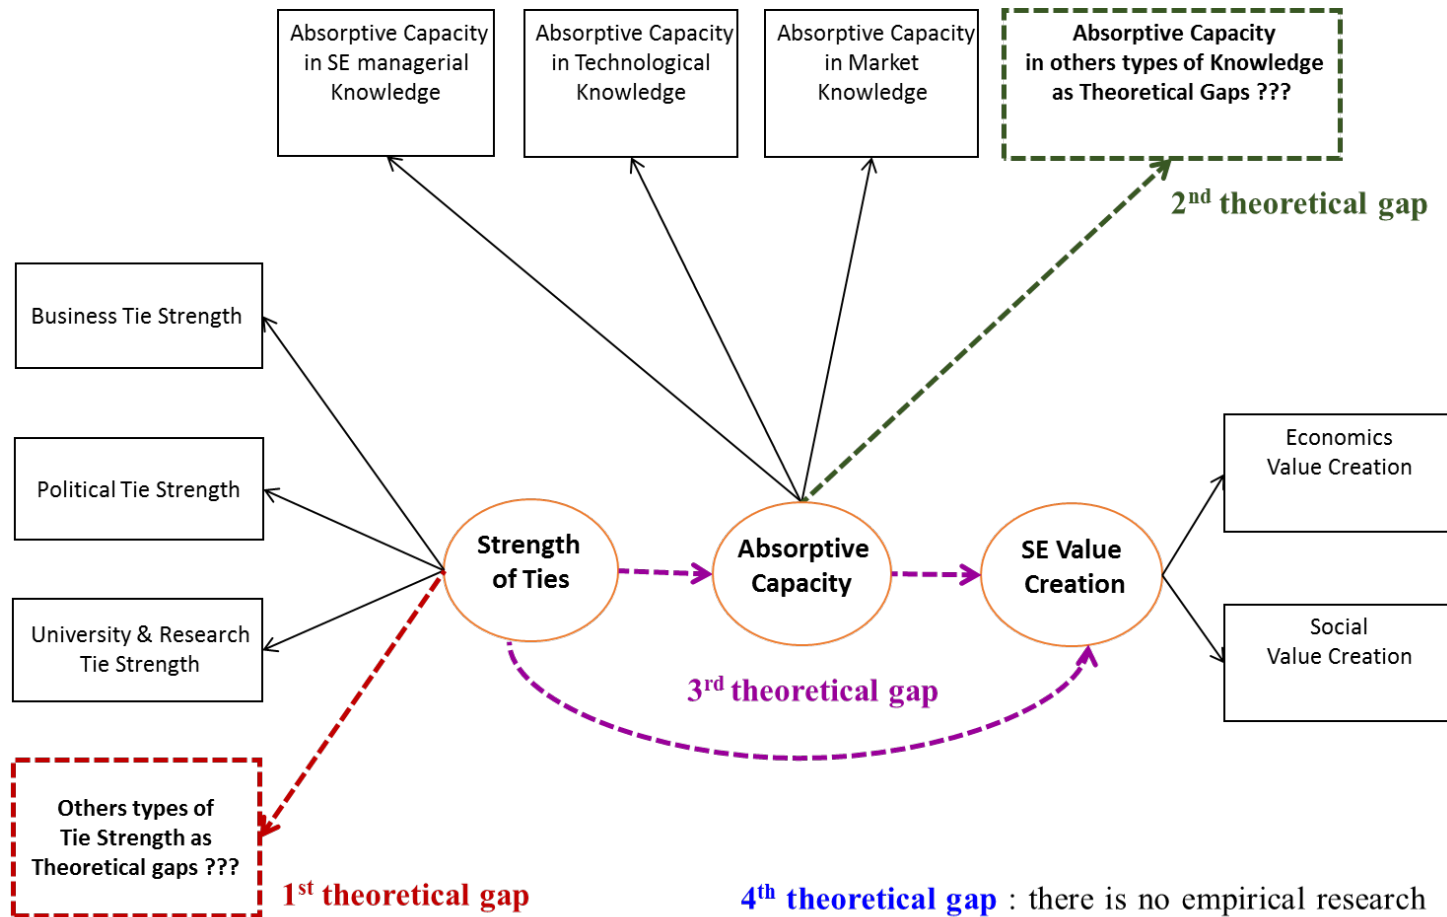 Absorptive Capacity
in SE managerial
Knowledge
Absorptive Capacity
in Technological
Knowledge
Absorptive Capacity
in Market
Knowledge
Absorptive Capacity
in others types of Knowledge
as Theoretical Gaps ???
2nd theoretical gap
Business Tie Strength
Political Tie Strength
University & Research
Tie Strength
Others types of
Tie Strength as
Theoretical gaps ???
1st theoretical gap
Strength
of Ties
Absorptive
Capacity
SE Value
Creation
3rd theoretical gap
Economics
Value Creation
Social
Value Creation
4th theoretical gap : there is no empirical research